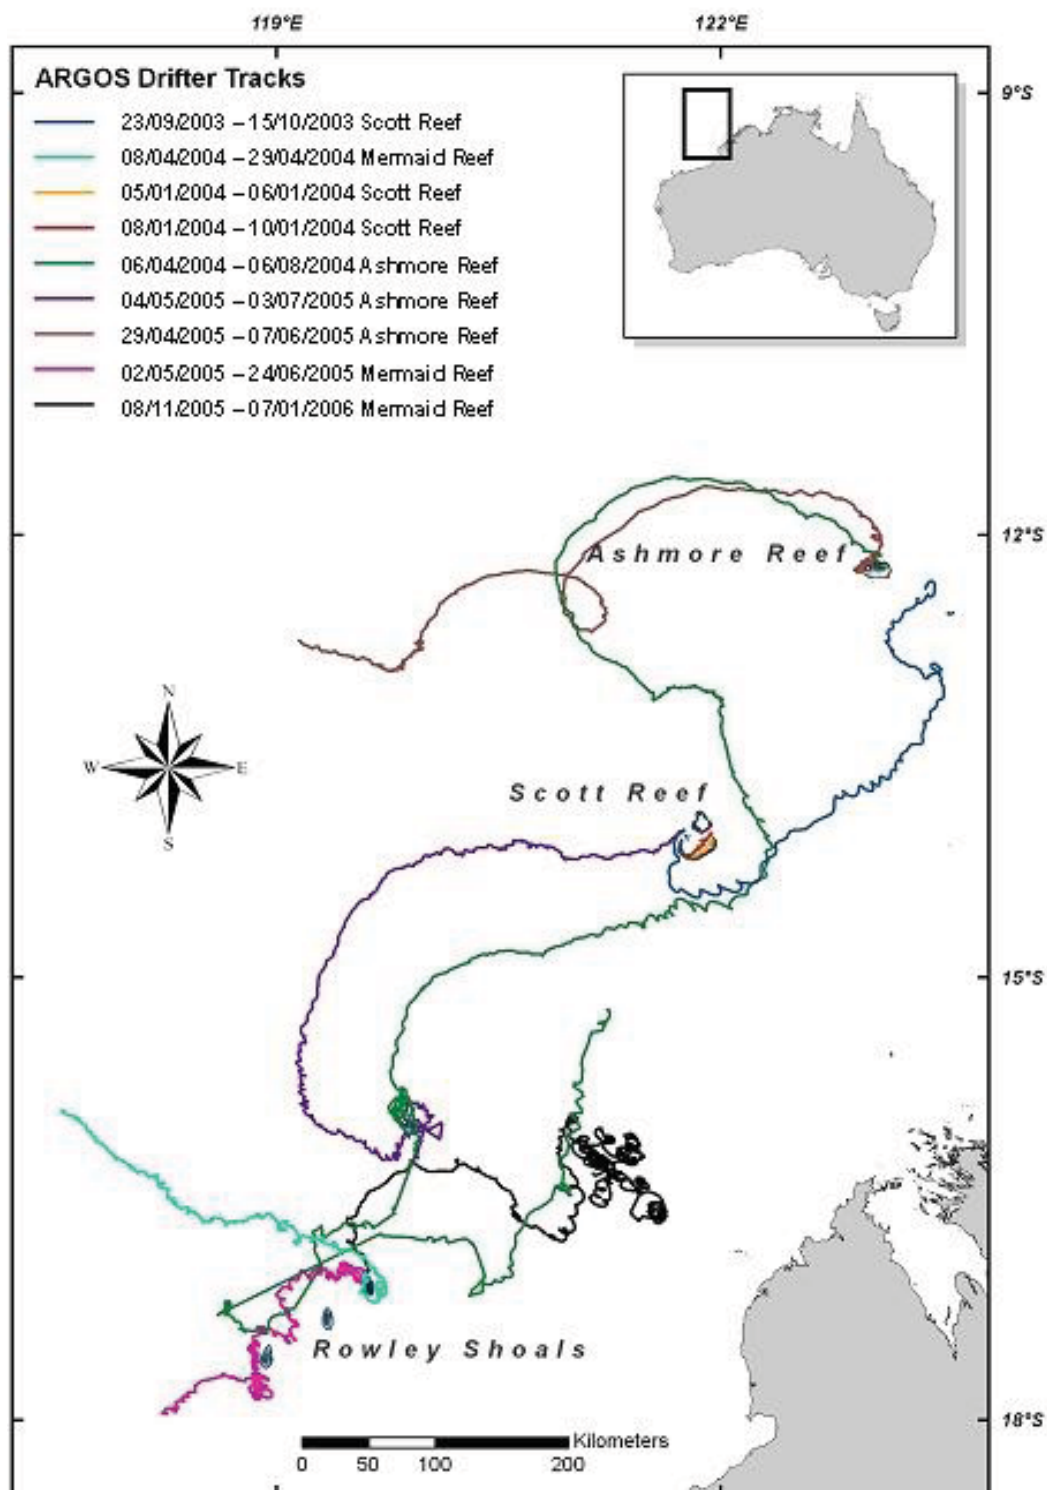 119°E 122°E
ARGOS Drifter Tracks
9°S
23/09/2003 – 15/10/2003 Scott Reef
08/04/2004 – 29/04/2004 Mermaid Reef
05/01/2004 – 06/01/2004 Scott Reef
08/01/2004 – 10/01/2004 Scott Reef
06/04/2004 – 06/08/2004 Ashmore Reef
04/05/2005 – 03/07/2005 Ashmore Reef
29/04/2005 – 07/06/2005 Ashmore Reef
02/05/2005 – 24/06/2005 Mermaid Reef
08/11/2005 – 07/01/2006 Mermaid Reef
12°S
Ashmore Reef
N
W E
S
Scott Reef
15°S
Rowley Shoals
18°S
Kilometers
0 50 100 200